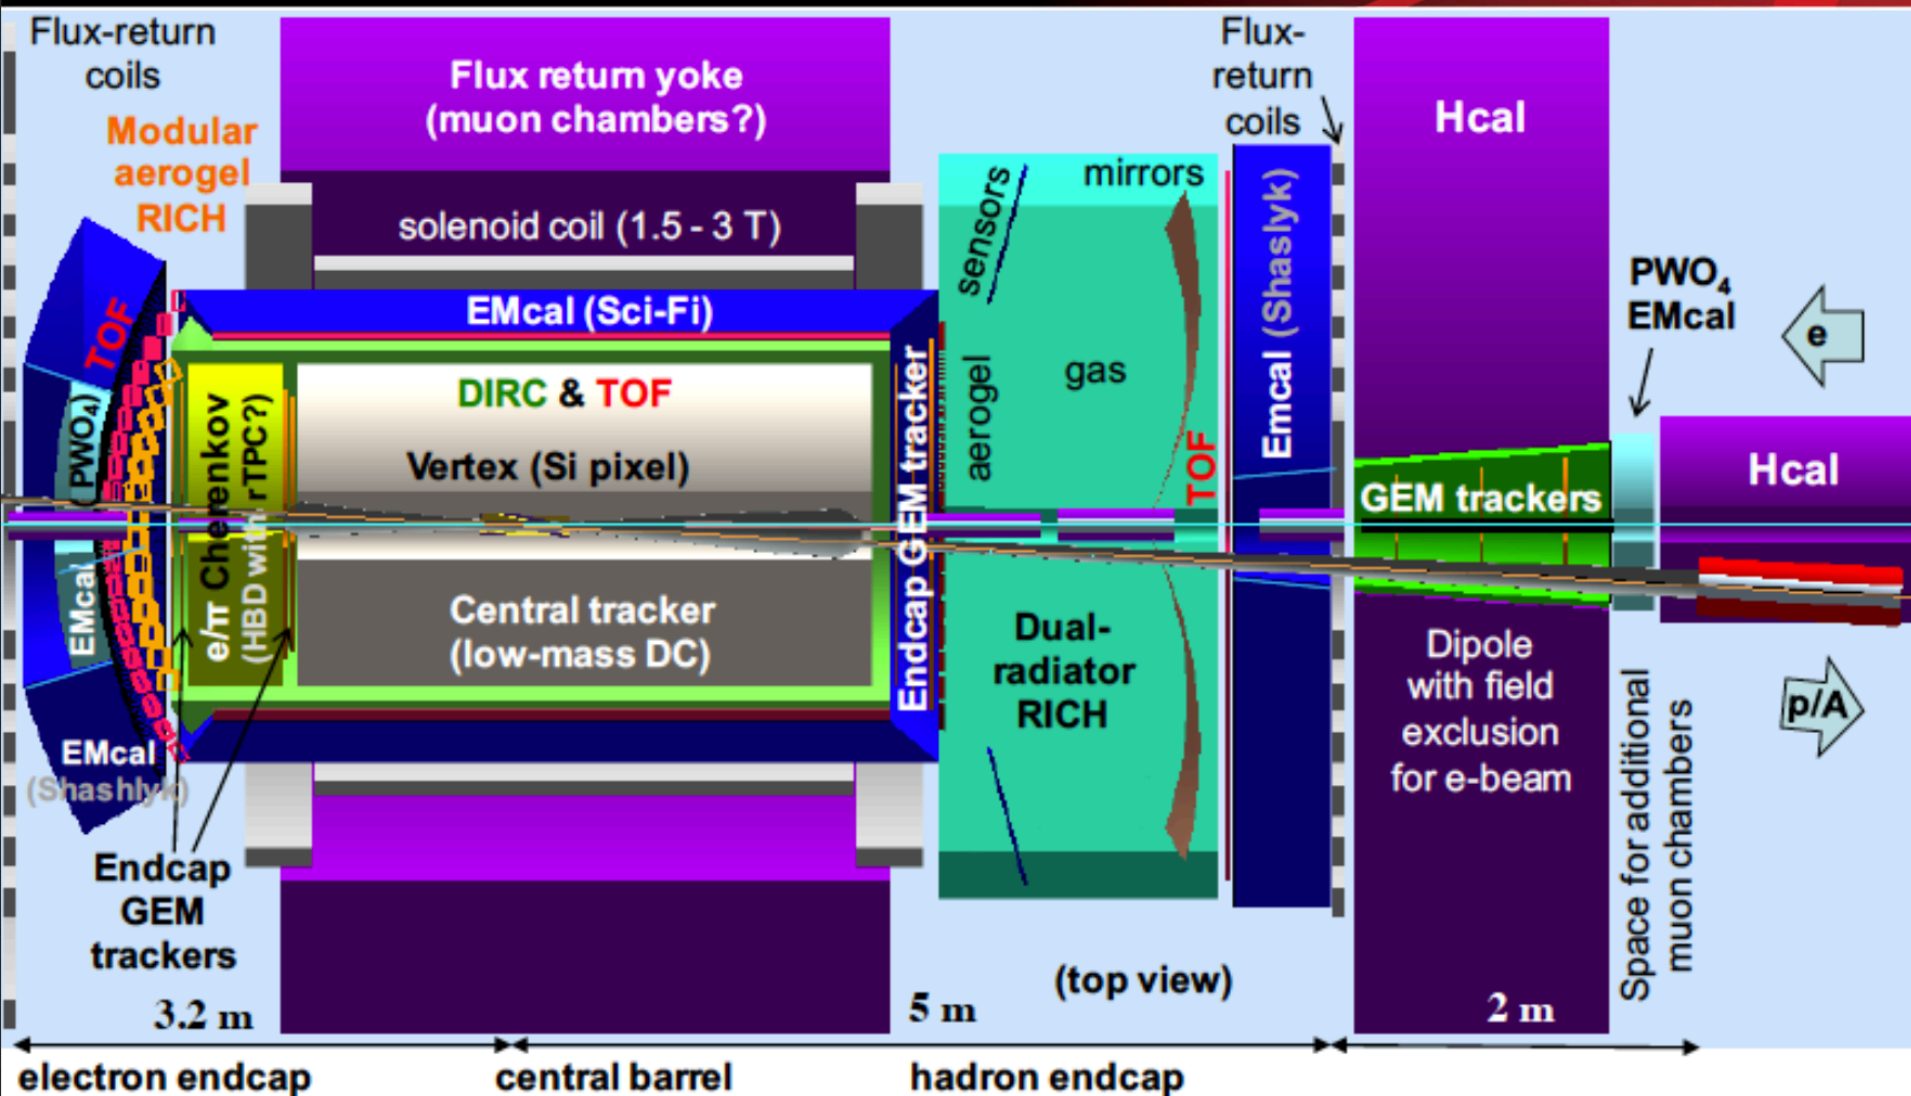 Flux-return
coils
Modular
aerogel
RICH
Flux return yoke
(muon chambers?)
solenoid coil (1.5 - 3 T)
EMcal (Sci-Fi)
TOF
(PWO₄)
EMcal
EMcal
(Shashlyk)
e/π Cherenkov
(HBD with rTPC?)
DIRC & TOF
Vertex (Si pixel)
Central tracker
(low-mass DC)
Endcap GEM tracker
Endcap
GEM
trackers
sensors
mirrors
aerogel
gas
TOF
Dual-
radiator
RICH
Flux-
return
coils
Emcal (Shaslyk)
Hcal
GEM trackers
Dipole
with field
exclusion
for e-beam
PWO₄
EMcal
Hcal
e
p/A
Space for additional
muon chambers
(top view)
3.2 m
5 m
2 m
electron endcap
central barrel
hadron endcap